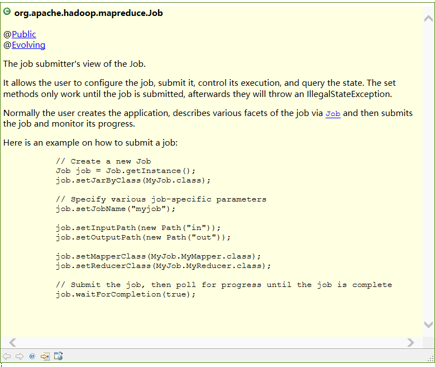 org.apache.hadoop.mapreduce.Job
@Public
@Evolving
The job submitter's view of the Job.
It allows the user to configure the job, submit it, control its execution, and query the state. The set
methods only work until the job is submitted, afterwards they will throw an IllegalStateException.
Normally the user creates the application, describes various facets of the job via Job and then submits
the job and monitor its progress.
Here is an example on how to submit a job:
// Create a new Job
Job job = Job.getInstance();
job.setJarByClass(MyJob.class);
// Specify various job-specific parameters
job.setJobName("myjob");
job.setInputPath(new Path("in"));
job.setOutputPath(new Path("out"));
job.setMapperClass(MyJob.MyMapper.class);
job.setReducerClass(MyJob.MyReducer.class);
// Submit the job, then poll for progress until the job is complete
job.waitForCompletion(true);